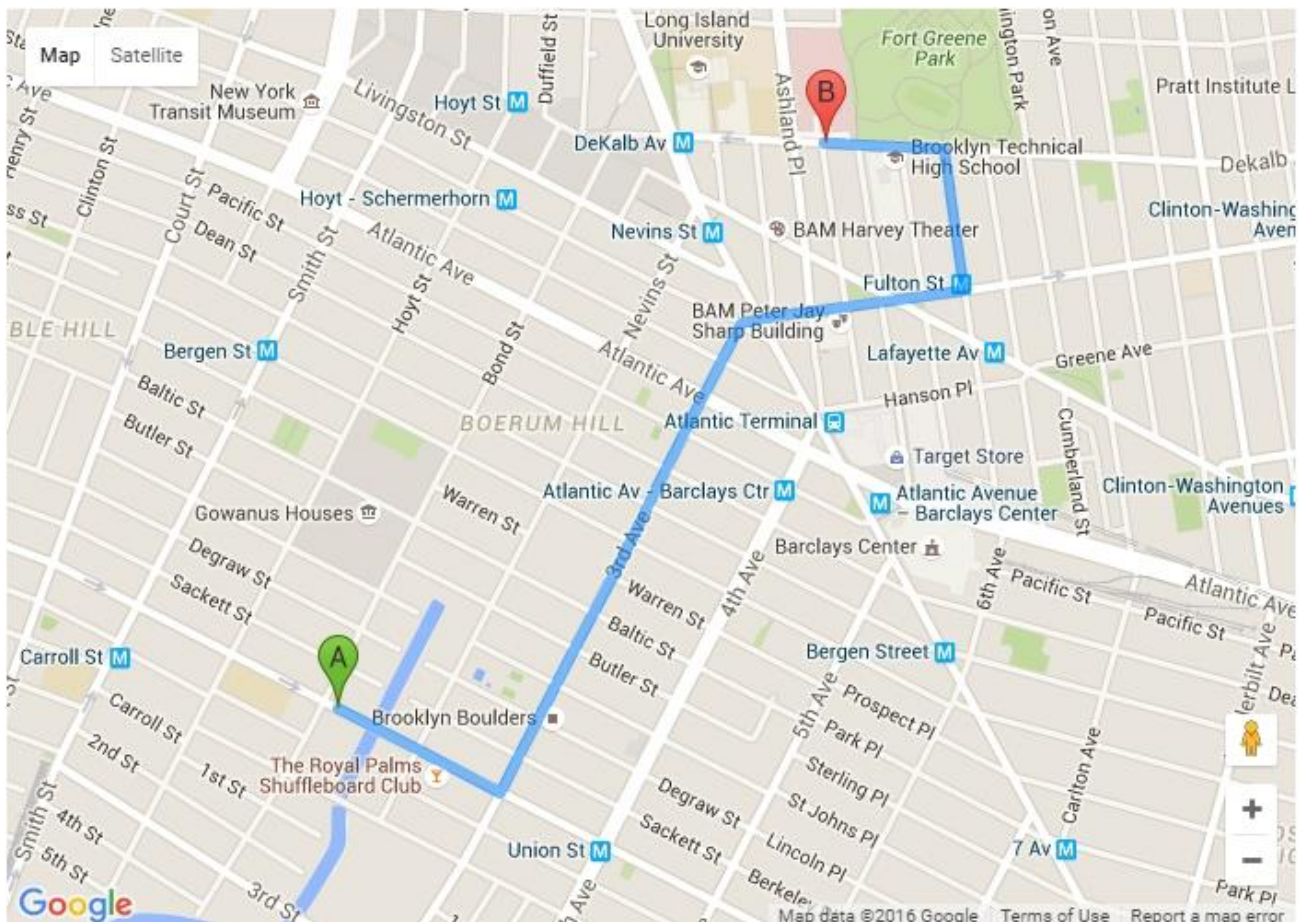 Map
Satellite
New York
Transit Museum
Livingston St
Hoyt St
M
Duffield St
Long Island
University
Fort Greene
Park
Ashland Pl
B
Pratt Institute L
DeKalb Av
M
Brooklyn Technical
High School
Dekalb
Henry St
Clinton St
Court St
Pacific St
Dean St
Smith St
Hoyt - Schermerhorn
M
Atlantic Ave
Nevins St
M
BAM Harvey Theater
Clinton-Washing
Aven
Fulton St
M
Hoyt St
Nevins St
BAM Peter Jay
Sharp Building
BLE HILL
Bergen St
M
Bond St
Atlantic Ave
Lafayette Av
M
Greene Ave
Hanson Pl
Baltic St
Butler St
BOERUM HILL
Atlantic Terminal
Cumberland St
Target Store
Warren St
Atlantic Av - Barclays Ctr
M
M
Atlantic Avenue
– Barclays Center
Clinton-Washington
Avenues
Gowanus Houses
3rd Ave
Barclays Center
Degraw St
Sackett St
4th Ave
6th Ave
Pacific St
Atlantic Ave
Warren St
Baltic St
Butler St
Pacific St
Carroll St
M
A
Bergen Street
M
5th Ave
Prospect Pl
Park Pl
Sterling Pl
St Johns Pl
Lincoln Pl
Carroll St
2nd St
1st St
Brooklyn Boulders
The Royal Palms
Shuffleboard Club
Carlton Ave
Smith St
4th St
5th St
3rd St
Union St
M
Degraw St
Sackett St
7 Av
M
Park Pl
Google
Map data ©2016 Google
Terms of Use
Report a map error